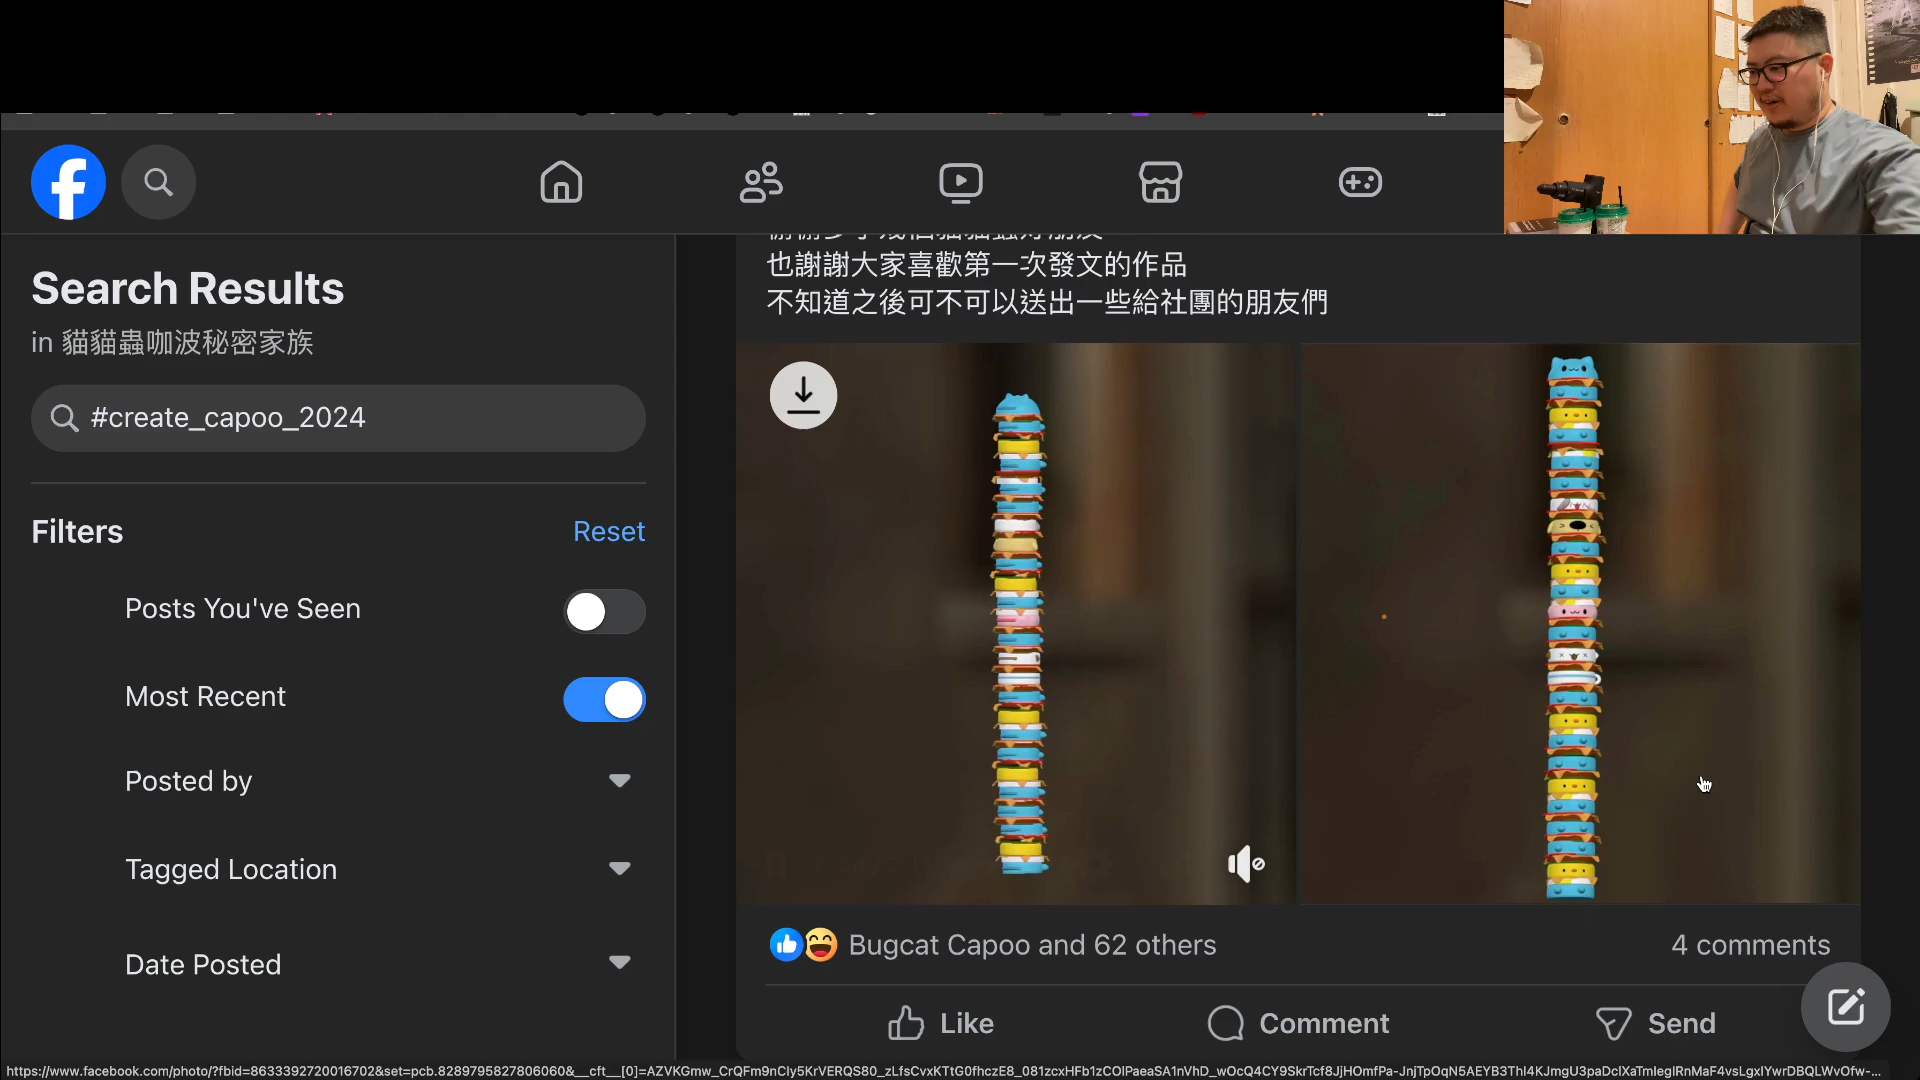 Search Results
in 貓貓蟲咖波秘密家族
#create_capoo_2024
Filters
Reset
Posts You've Seen
Most Recent
Posted by
Tagged Location
Date Posted
也謝謝大家喜歡第一次發文的作品
不知道之後可不可以送出一些給社團的朋友們
Bugcat Capoo and 62 others
4 comments
Like
Comment
Send